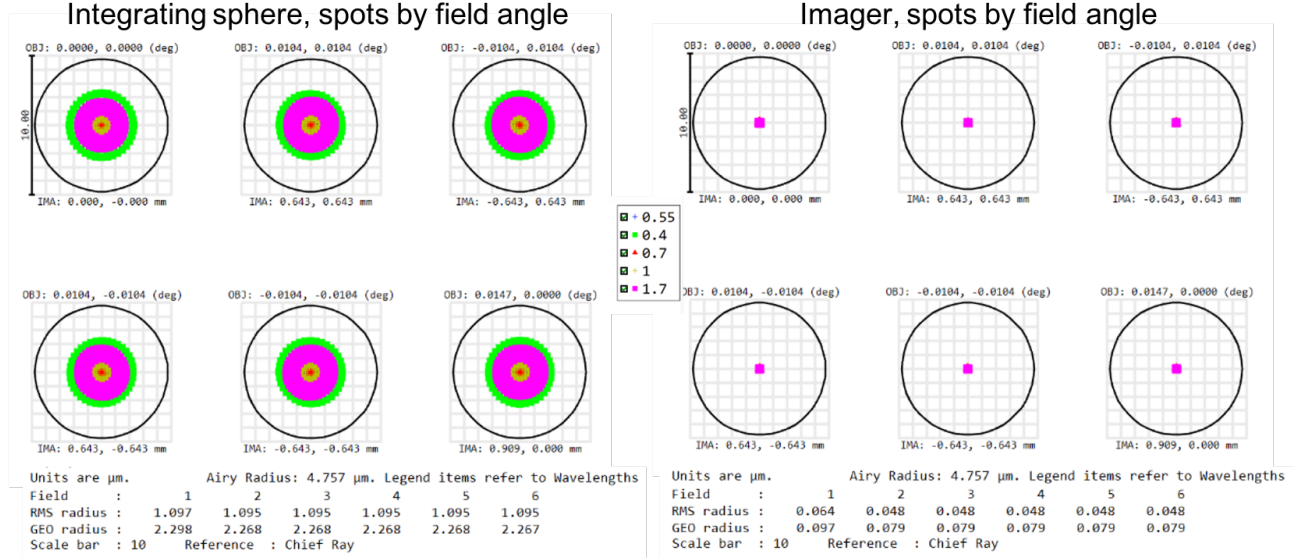 Integrating sphere, spots by field angle
OBJ: 0.0000, 0.0000 (deg)
OBJ: 0.0104, 0.0104 (deg)
OBJ: -0.0104, 0.0104 (deg)
10.00
IMA: 0.000, -0.000 mm
IMA: 0.643, 0.643 mm
IMA: -0.643, 0.643 mm
OBJ: 0.0104, -0.0104 (deg)
OBJ: -0.0104, -0.0104 (deg)
OBJ: 0.0147, 0.0000 (deg)
IMA: 0.643, -0.643 mm
IMA: -0.643, -0.643 mm
IMA: 0.909, 0.000 mm
Units are µm. Airy Radius: 4.757 µm. Legend items refer to Wavelengths
Field : 1 2 3 4 5 6
RMS radius : 1.097 1.095 1.095 1.095 1.095 1.095
GEO radius : 2.298 2.268 2.268 2.268 2.268 2.267
Scale bar : 10 Reference : Chief Ray
0.55
0.4
0.7
1
1.7
Imager, spots by field angle
OBJ: 0.0000, 0.0000 (deg)
OBJ: 0.0104, 0.0104 (deg)
OBJ: -0.0104, 0.0104 (deg)
10.00
IMA: 0.000, 0.000 mm
IMA: 0.643, 0.643 mm
IMA: -0.643, 0.643 mm
OBJ: 0.0104, -0.0104 (deg)
OBJ: -0.0104, -0.0104 (deg)
OBJ: 0.0147, 0.0000 (deg)
IMA: 0.643, -0.643 mm
IMA: -0.643, -0.643 mm
IMA: 0.909, 0.000 mm
Units are µm. Airy Radius: 4.757 µm. Legend items refer to Wavelengths
Field : 1 2 3 4 5 6
RMS radius : 0.064 0.048 0.048 0.048 0.048 0.048
GEO radius : 0.097 0.079 0.079 0.079 0.079 0.079
Scale bar : 10 Reference : Chief Ray